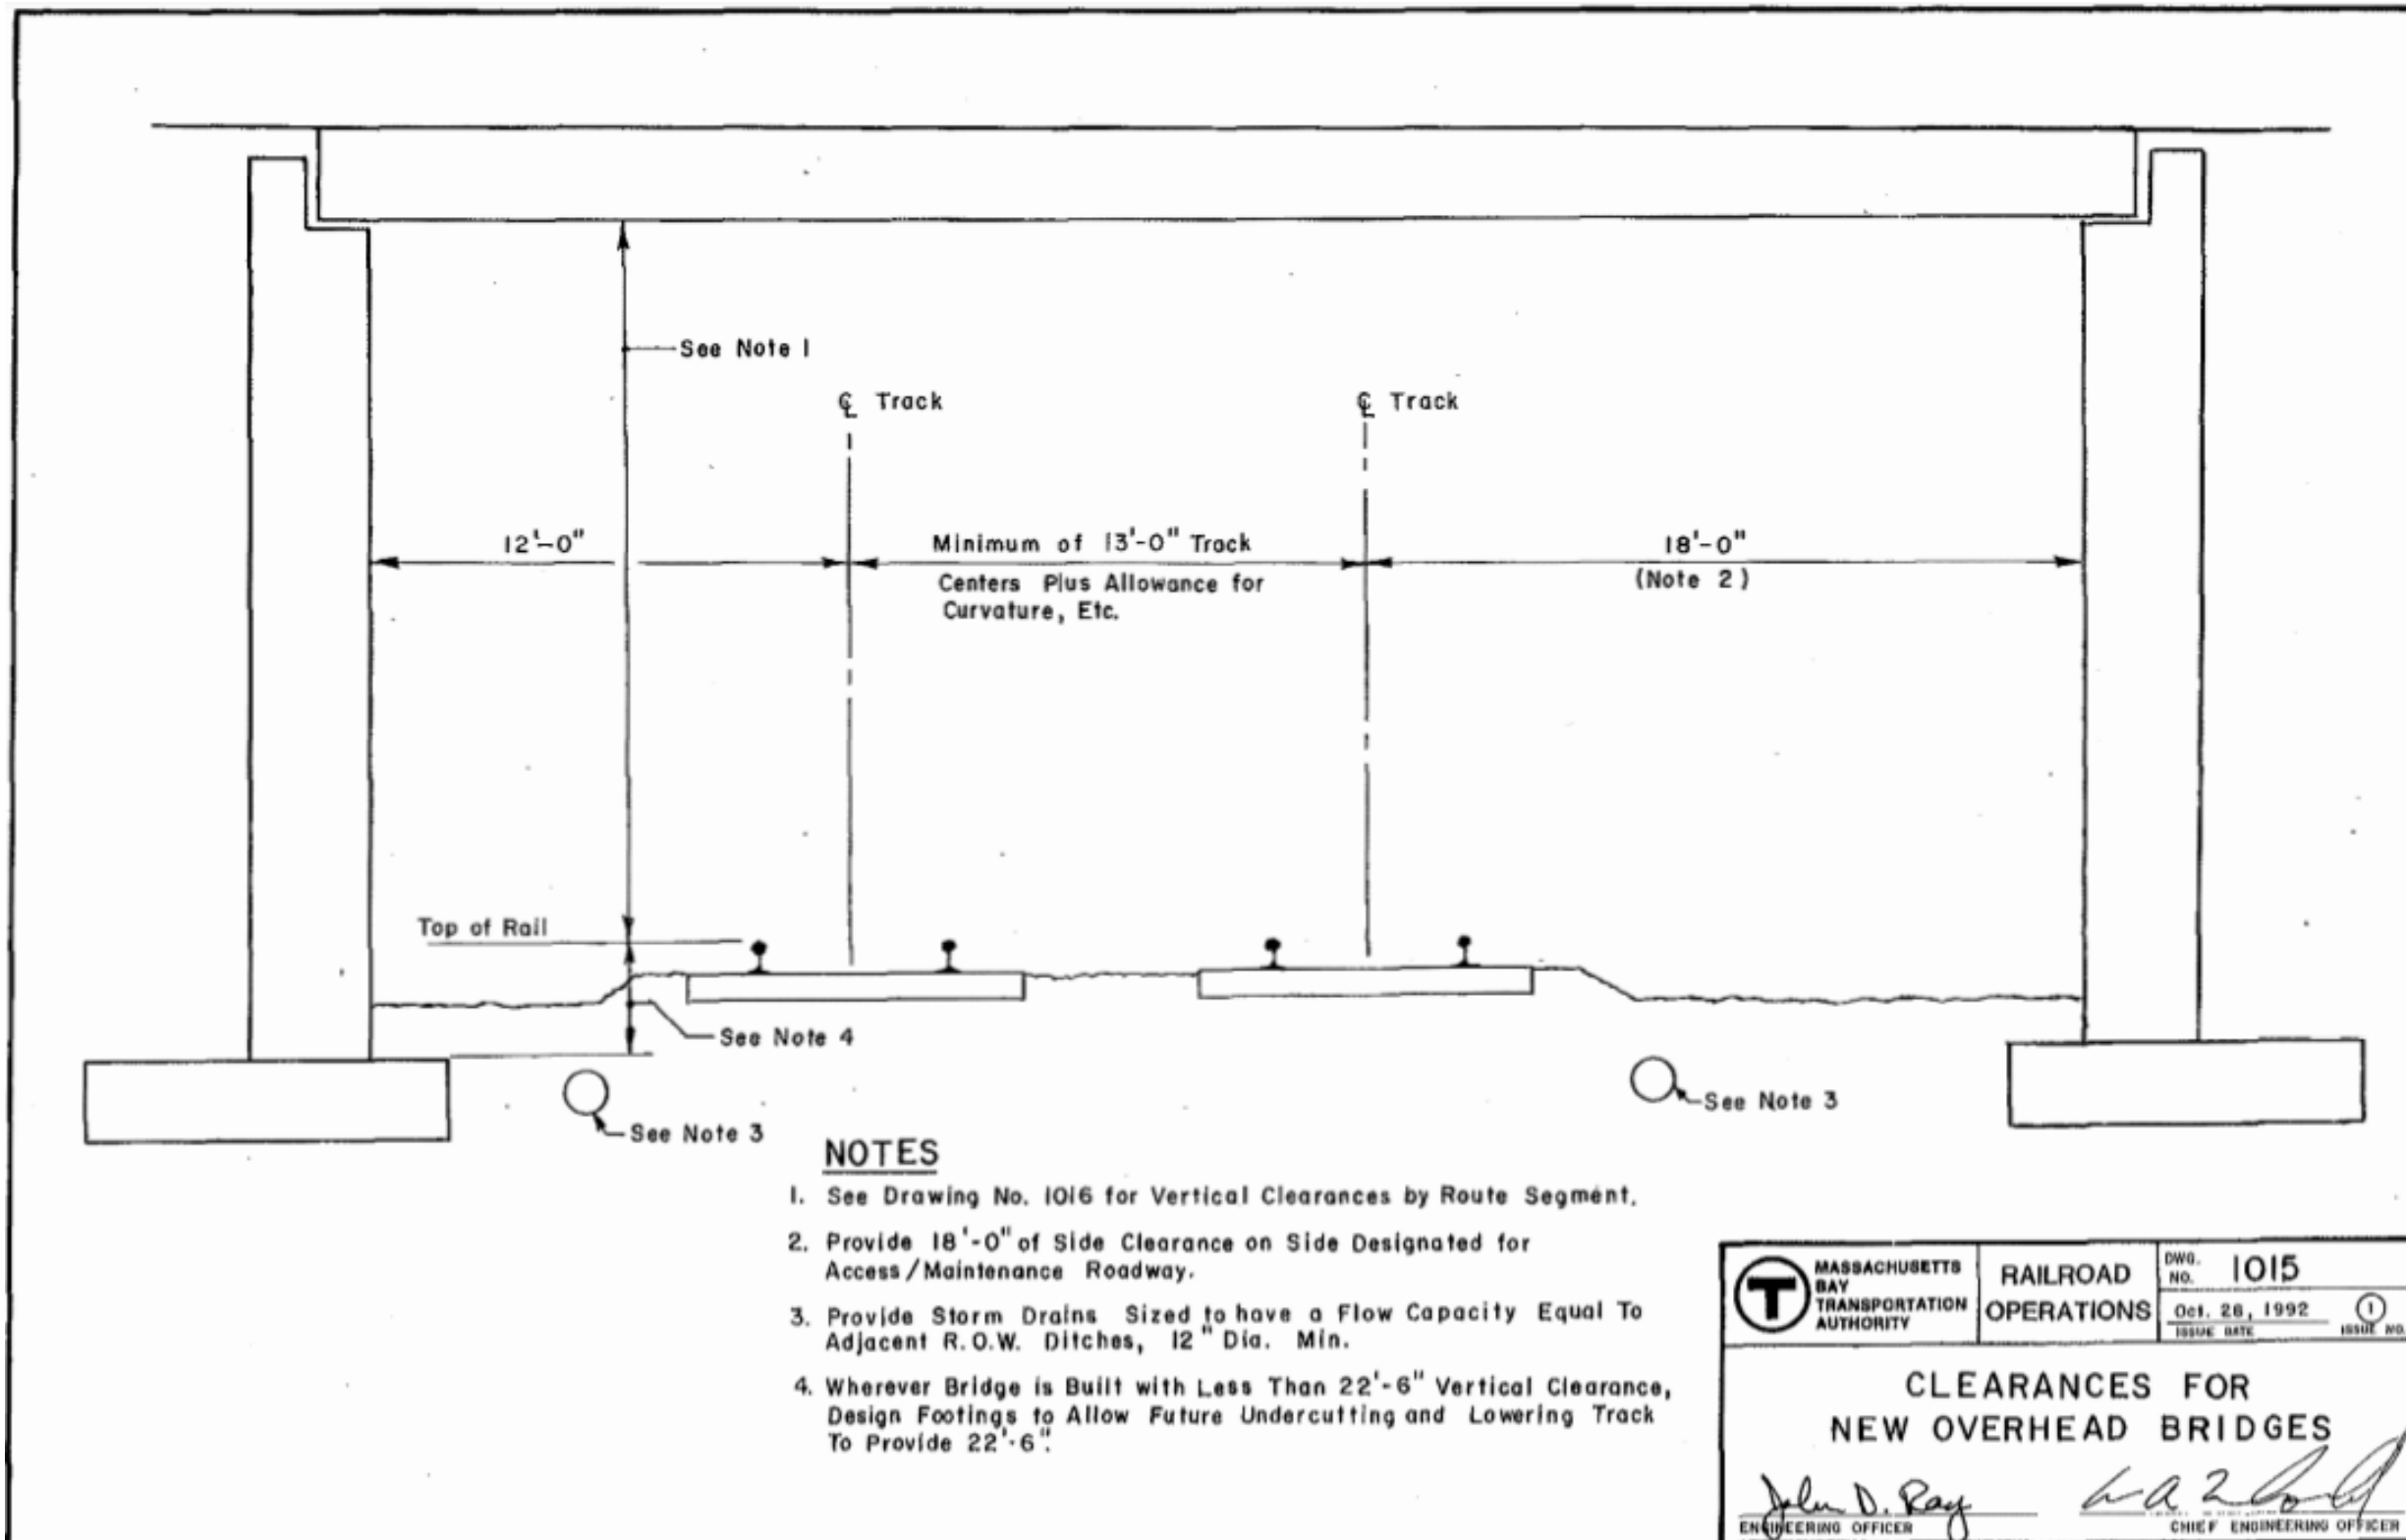 See Note 1
℄ Track
℄ Track
12'-0"
Minimum of 13'-0" Track
Centers Plus Allowance for
Curvature, Etc.
18'-0"
(Note 2)
Top of Rail
See Note 4
See Note 3
See Note 3
NOTES
1. See Drawing No. 1016 for Vertical Clearances by Route Segment.
2. Provide 18'-0" of Side Clearance on Side Designated for
Access/Maintenance Roadway.
3. Provide Storm Drains Sized to have a Flow Capacity Equal To
Adjacent R.O.W. Ditches, 12" Dia. Min.
4. Wherever Bridge is Built with Less Than 22'-6" Vertical Clearance,
Design Footings to Allow Future Undercutting and Lowering Track
To Provide 22'-6".
T
MASSACHUSETTS
BAY
TRANSPORTATION
AUTHORITY
RAILROAD
OPERATIONS
DWG.
NO. 1015
Oct. 28, 1992
ISSUE DATE
1
ISSUE NO.
CLEARANCES FOR
NEW OVERHEAD BRIDGES
John D. Ray
ENGINEERING OFFICER
CHIEF ENGINEERING OFFICER